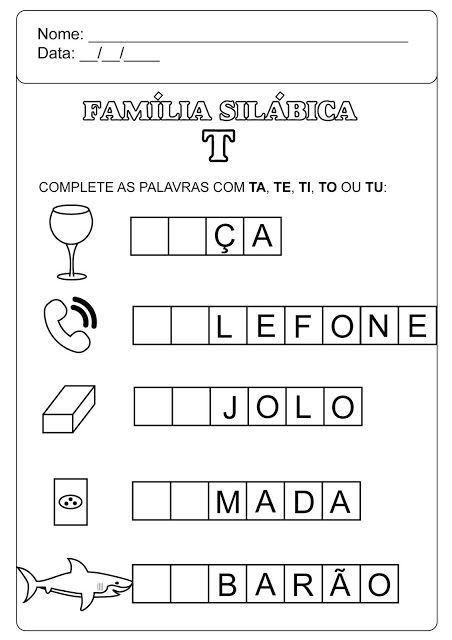 Nome: ______________________________________
Data: __/__/____
FAMÍLIA SILÁBICA
T
COMPLETE AS PALAVRAS COM TA, TE, TI, TO OU TU:
ÇA
LEFONE
JOLO
MADA
BARÃO